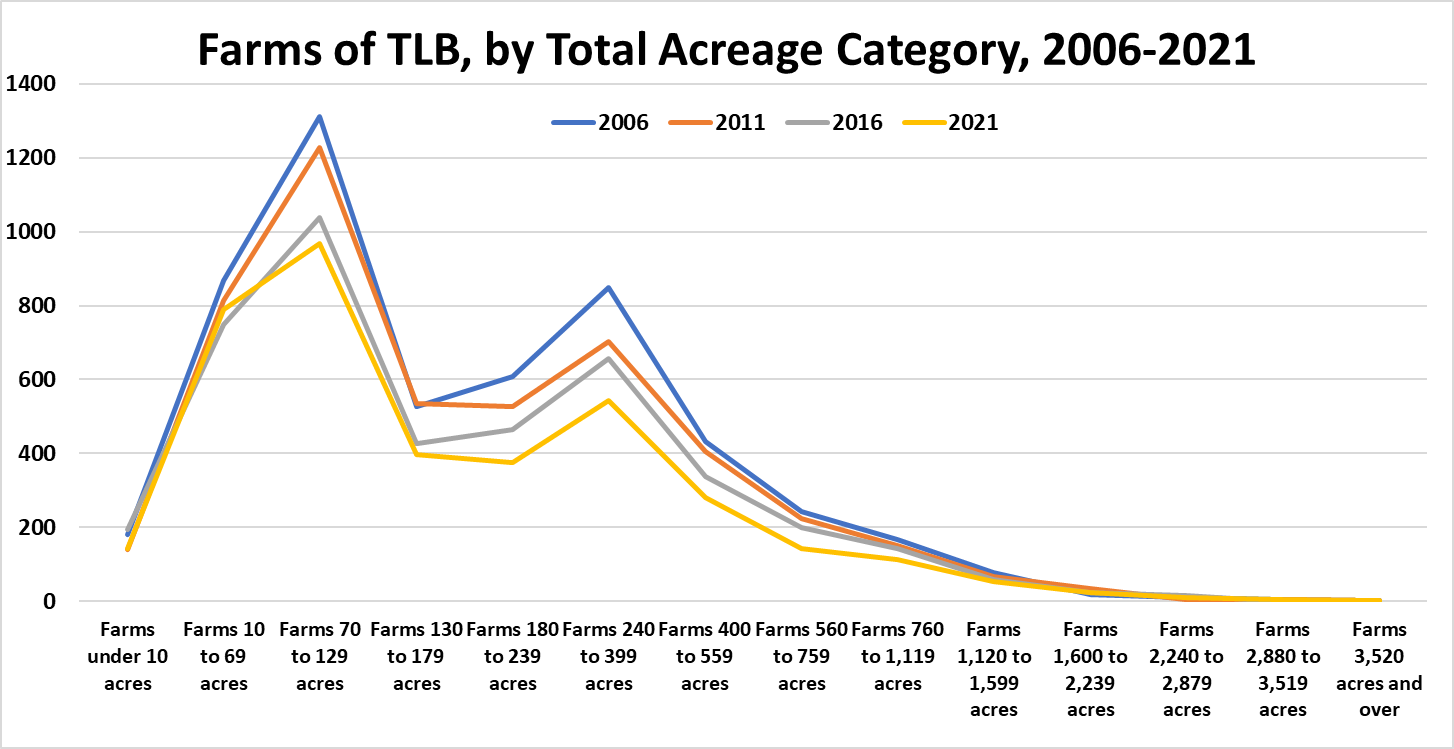 Farms of TLB, by Total Acreage Category, 2006-2021
1400
1200
1000
800
600
400
200
0
2006 2011 2016 2021
Farms under 10 acres
Farms 10 to 69 acres
Farms 70 to 129 acres
Farms 130 to 179 acres
Farms 180 to 239 acres
Farms 240 to 399 acres
Farms 400 to 559 acres
Farms 560 to 759 acres
Farms 760 to 1,119 acres
Farms 1,120 to 1,599 acres
Farms 1,600 to 2,239 acres
Farms 2,240 to 2,879 acres
Farms 2,880 to 3,519 acres
Farms 3,520 acres and over